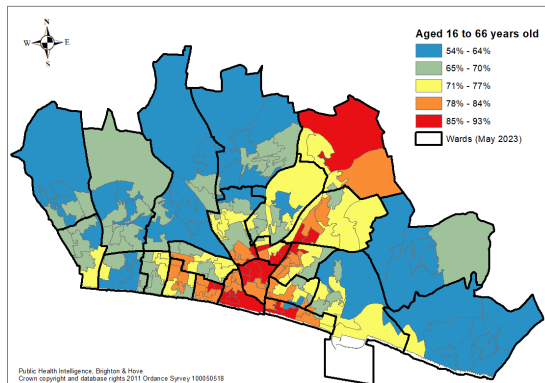 N
W E
S
Aged 16 to 66 years old
54% - 64%
65% - 70%
71% - 77%
78% - 84%
85% - 93%
Wards (May 2023)
Public Health Intelligence, Brighton & Hove
Crown copyright and database rights 2011 Ordance Syrvey 100050518